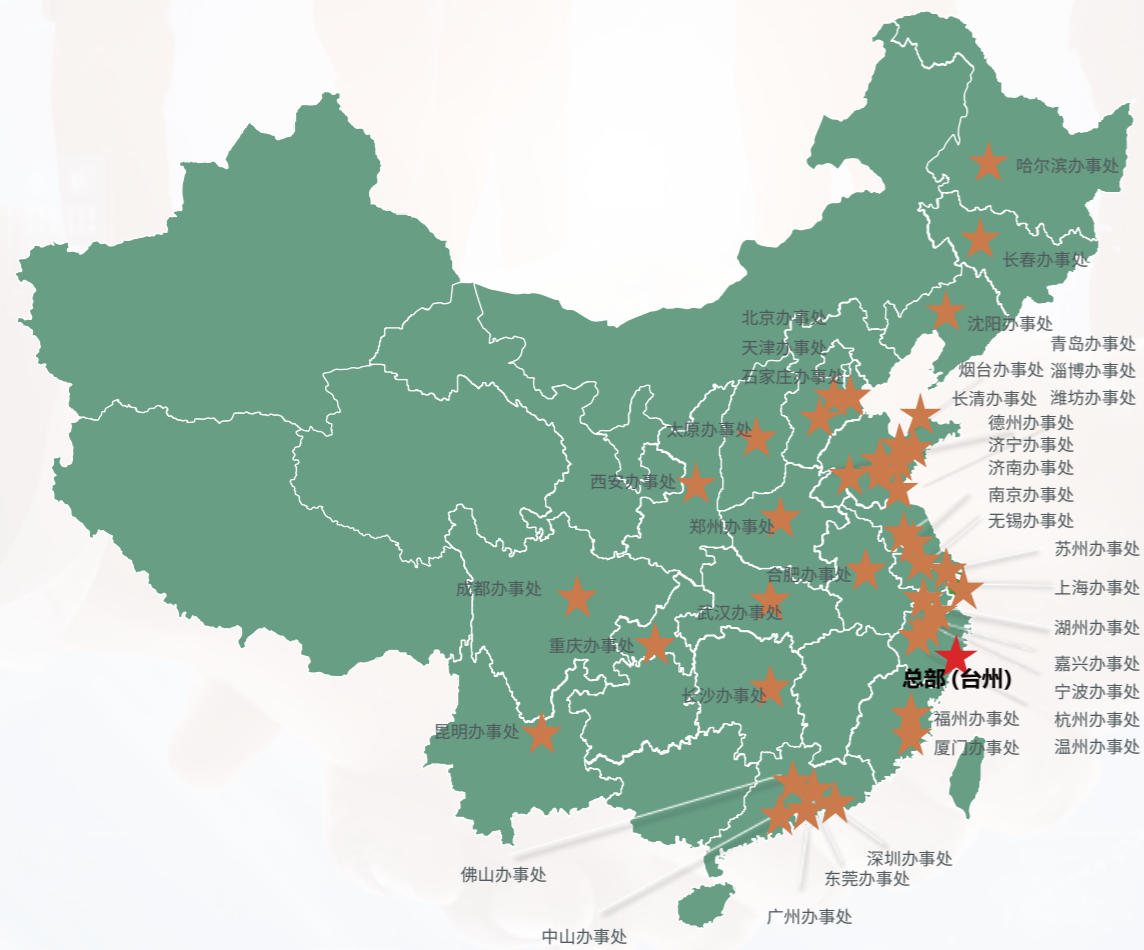 哈尔滨办事处
长春办事处
北京办事处
沈阳办事处
青岛办事处
天津办事处
烟台办事处
淄博办事处
石家庄办事处
长清办事处
潍坊办事处
德州办事处
太原办事处
济宁办事处
济南办事处
西安办事处
南京办事处
无锡办事处
郑州办事处
苏州办事处
合肥办事处
成都办事处
上海办事处
武汉办事处
湖州办事处
重庆办事处
嘉兴办事处
总部 (台州)
宁波办事处
长沙办事处
福州办事处
杭州办事处
昆明办事处
厦门办事处
温州办事处
深圳办事处
佛山办事处
东莞办事处
广州办事处
中山办事处